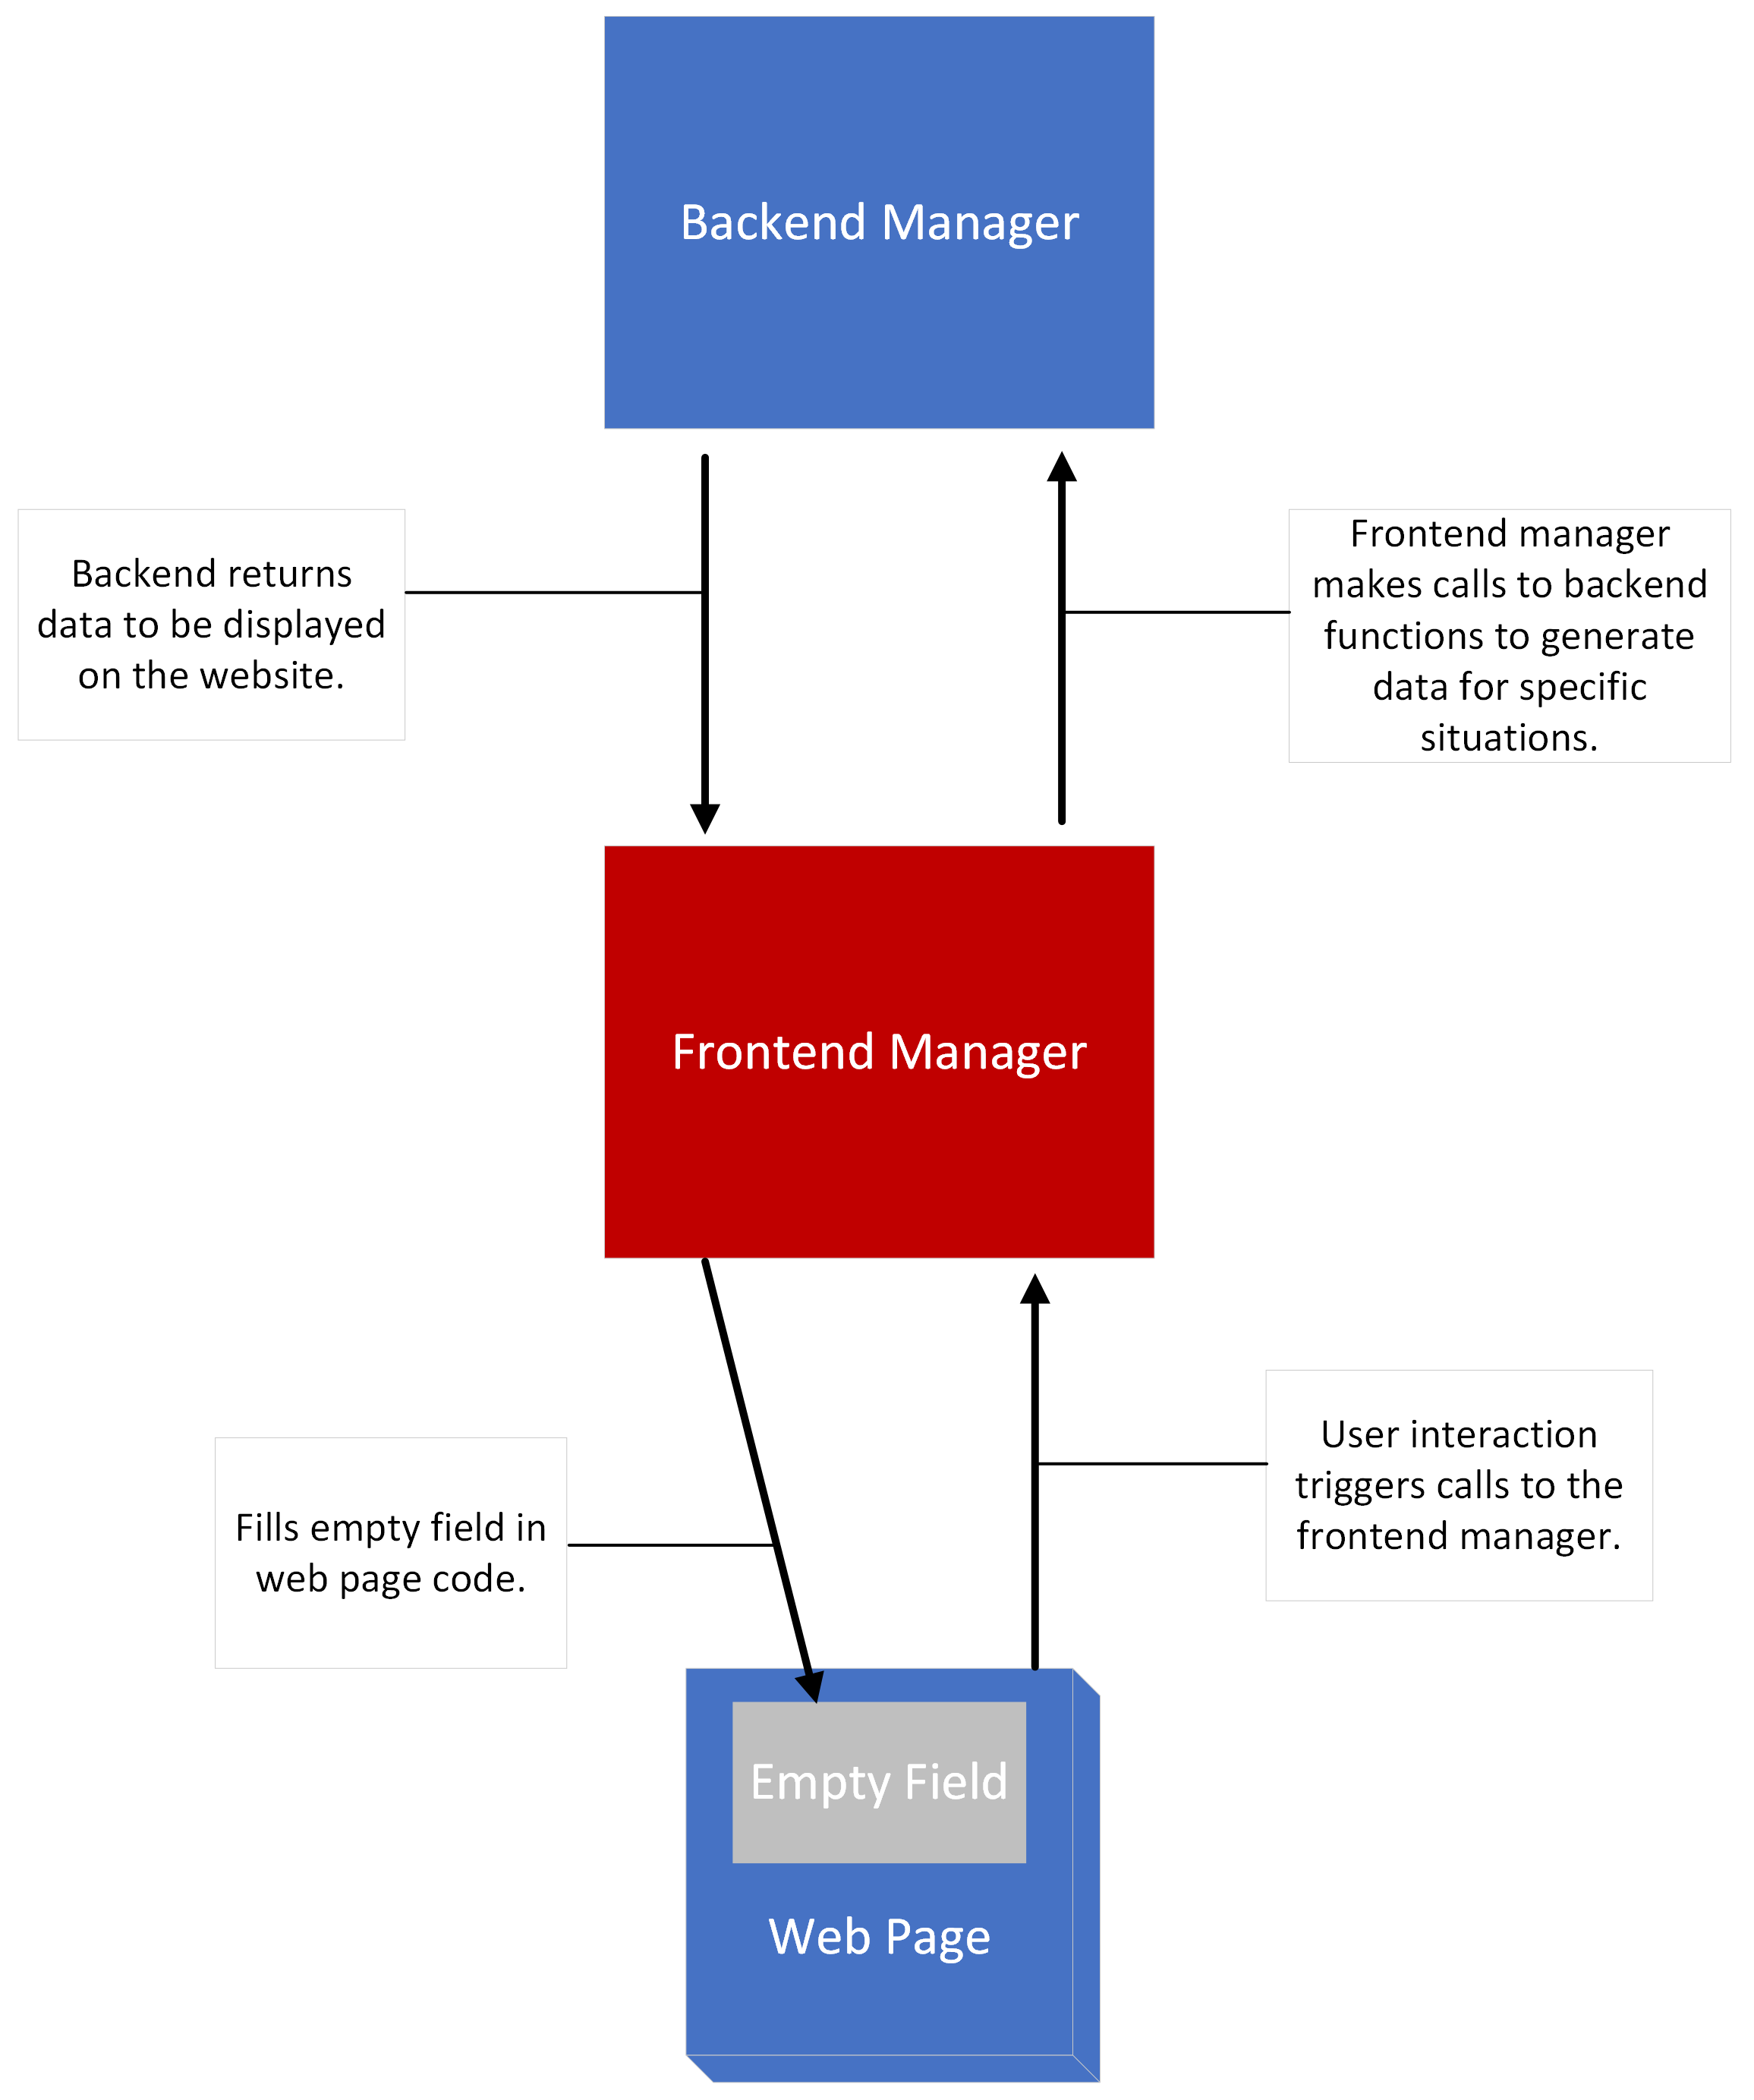 Backend Manager
Backend returns
data to be displayed
on the website.
Frontend manager
makes calls to backend
functions to generate
data for specific
situations.
Frontend Manager
Fills empty field in
web page code.
User interaction
triggers calls to the
frontend manager.
Empty Field
Web Page